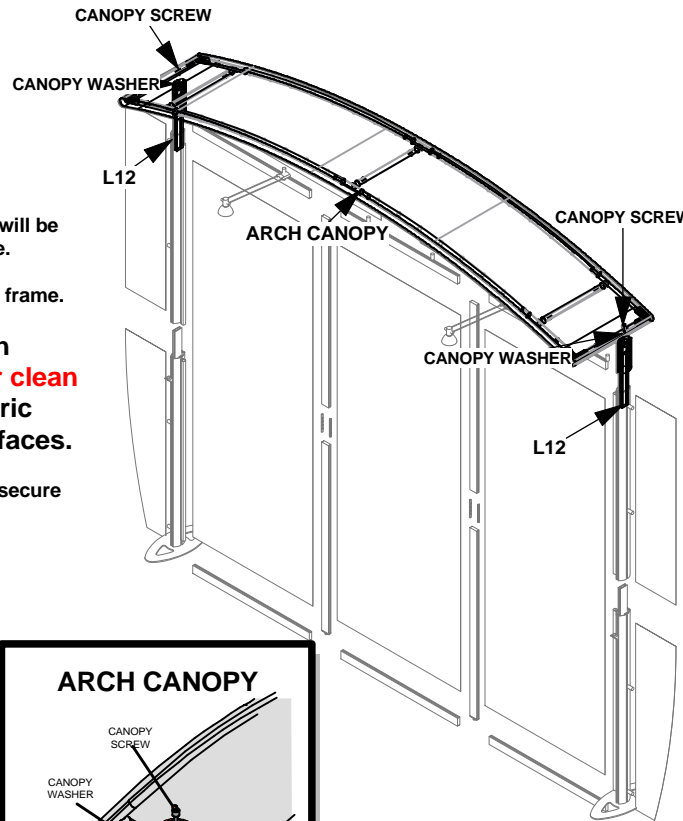 CANOPY SCREW
CANOPY WASHER
L12
will be
e.
frame.
ARCH CANOPY
CANOPY SCREW
n
r clean
ric
faces.
CANOPY WASHER
L12
secure
ARCH CANOPY
CANOPY
SCREW
CANOPY
WASHER